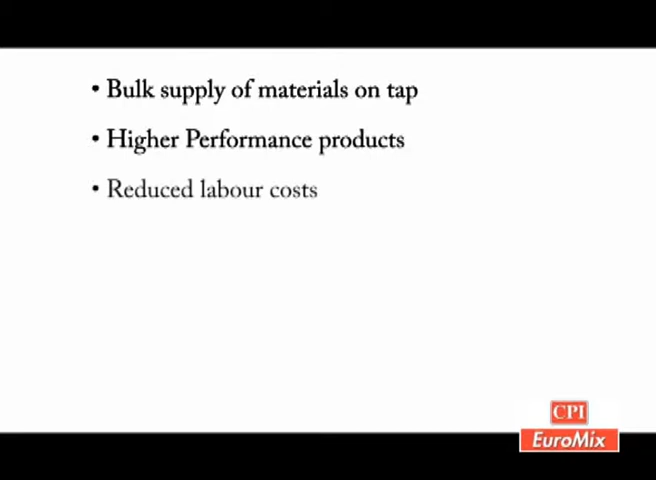 • Bulk supply of materials on tap
• Higher Performance products
• Reduced labour costs
CPI
EuroMix